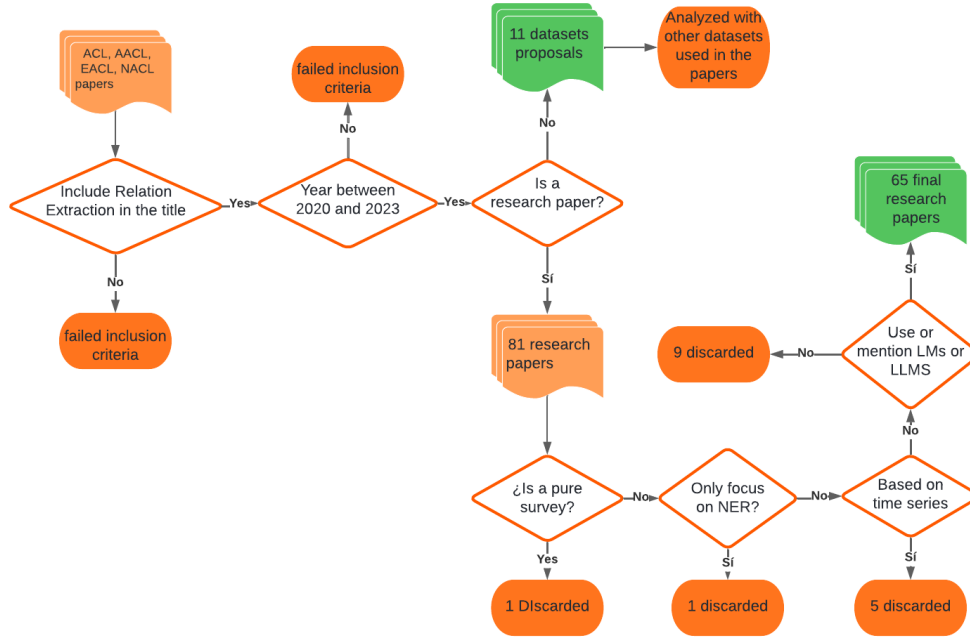 ACL, AACL,
EACL, NACL
papers
failed inclusion
criteria
11 datasets
proposals
Analyzed with
other datasets
used in the
papers
No
No
Include Relation
Extraction in the title
Yes
Year between
2020 and 2023
Yes
Is a
research paper?
65 final
research
papers
No
Sí
Sí
failed inclusion
criteria
81 research
papers
9 discarded
No
Use or
mention LMs or
LLMS
No
¿Is a pure
survey?
No
Only focus
on NER?
No
Based on
time series
Yes
Sí
Sí
1 DIscarded
1 discarded
5 discarded